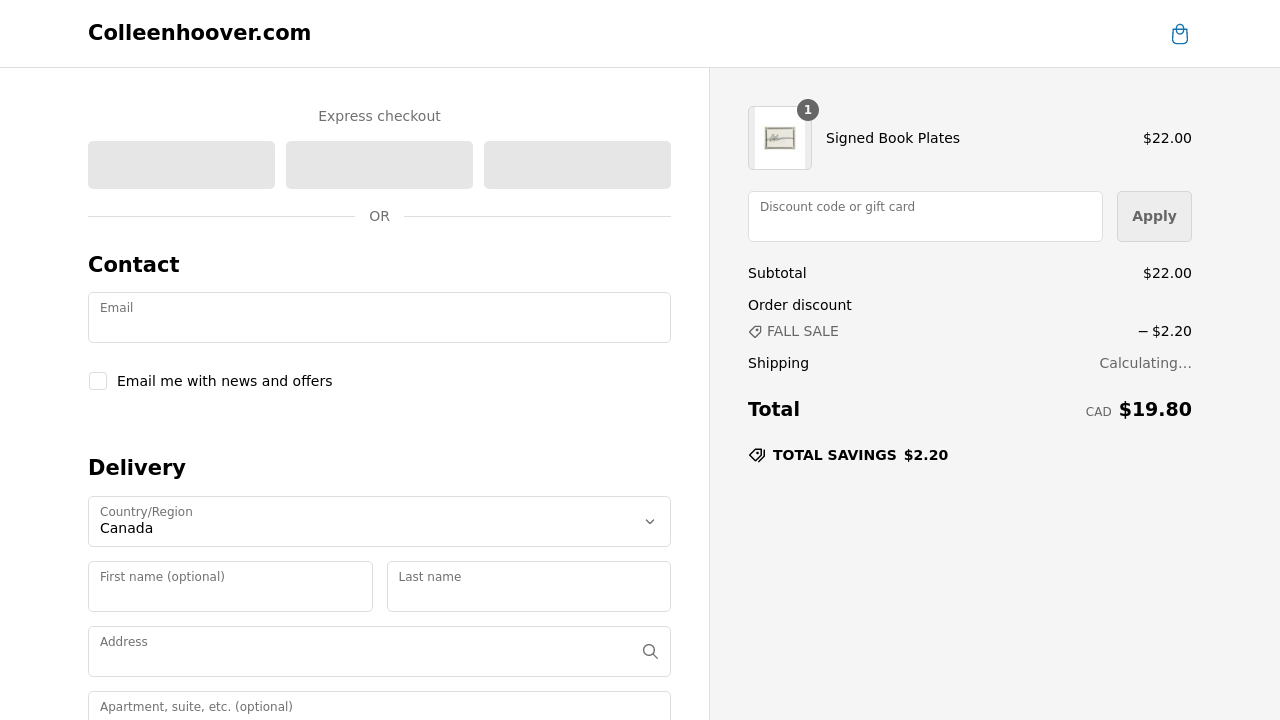 Colleenhoover.com
Express checkout
OR
Contact
Email
Email me with news and offers
Delivery
Country/Region
Canada
First name (optional)
Last name
Address
Apartment, suite, etc. (optional)
1
Signed Book Plates
$22.00
Discount code or gift card
Apply
Subtotal
$22.00
Order discount
FALL SALE
− $2.20
Shipping
Calculating…
Total
CAD $19.80
TOTAL SAVINGS $2.20